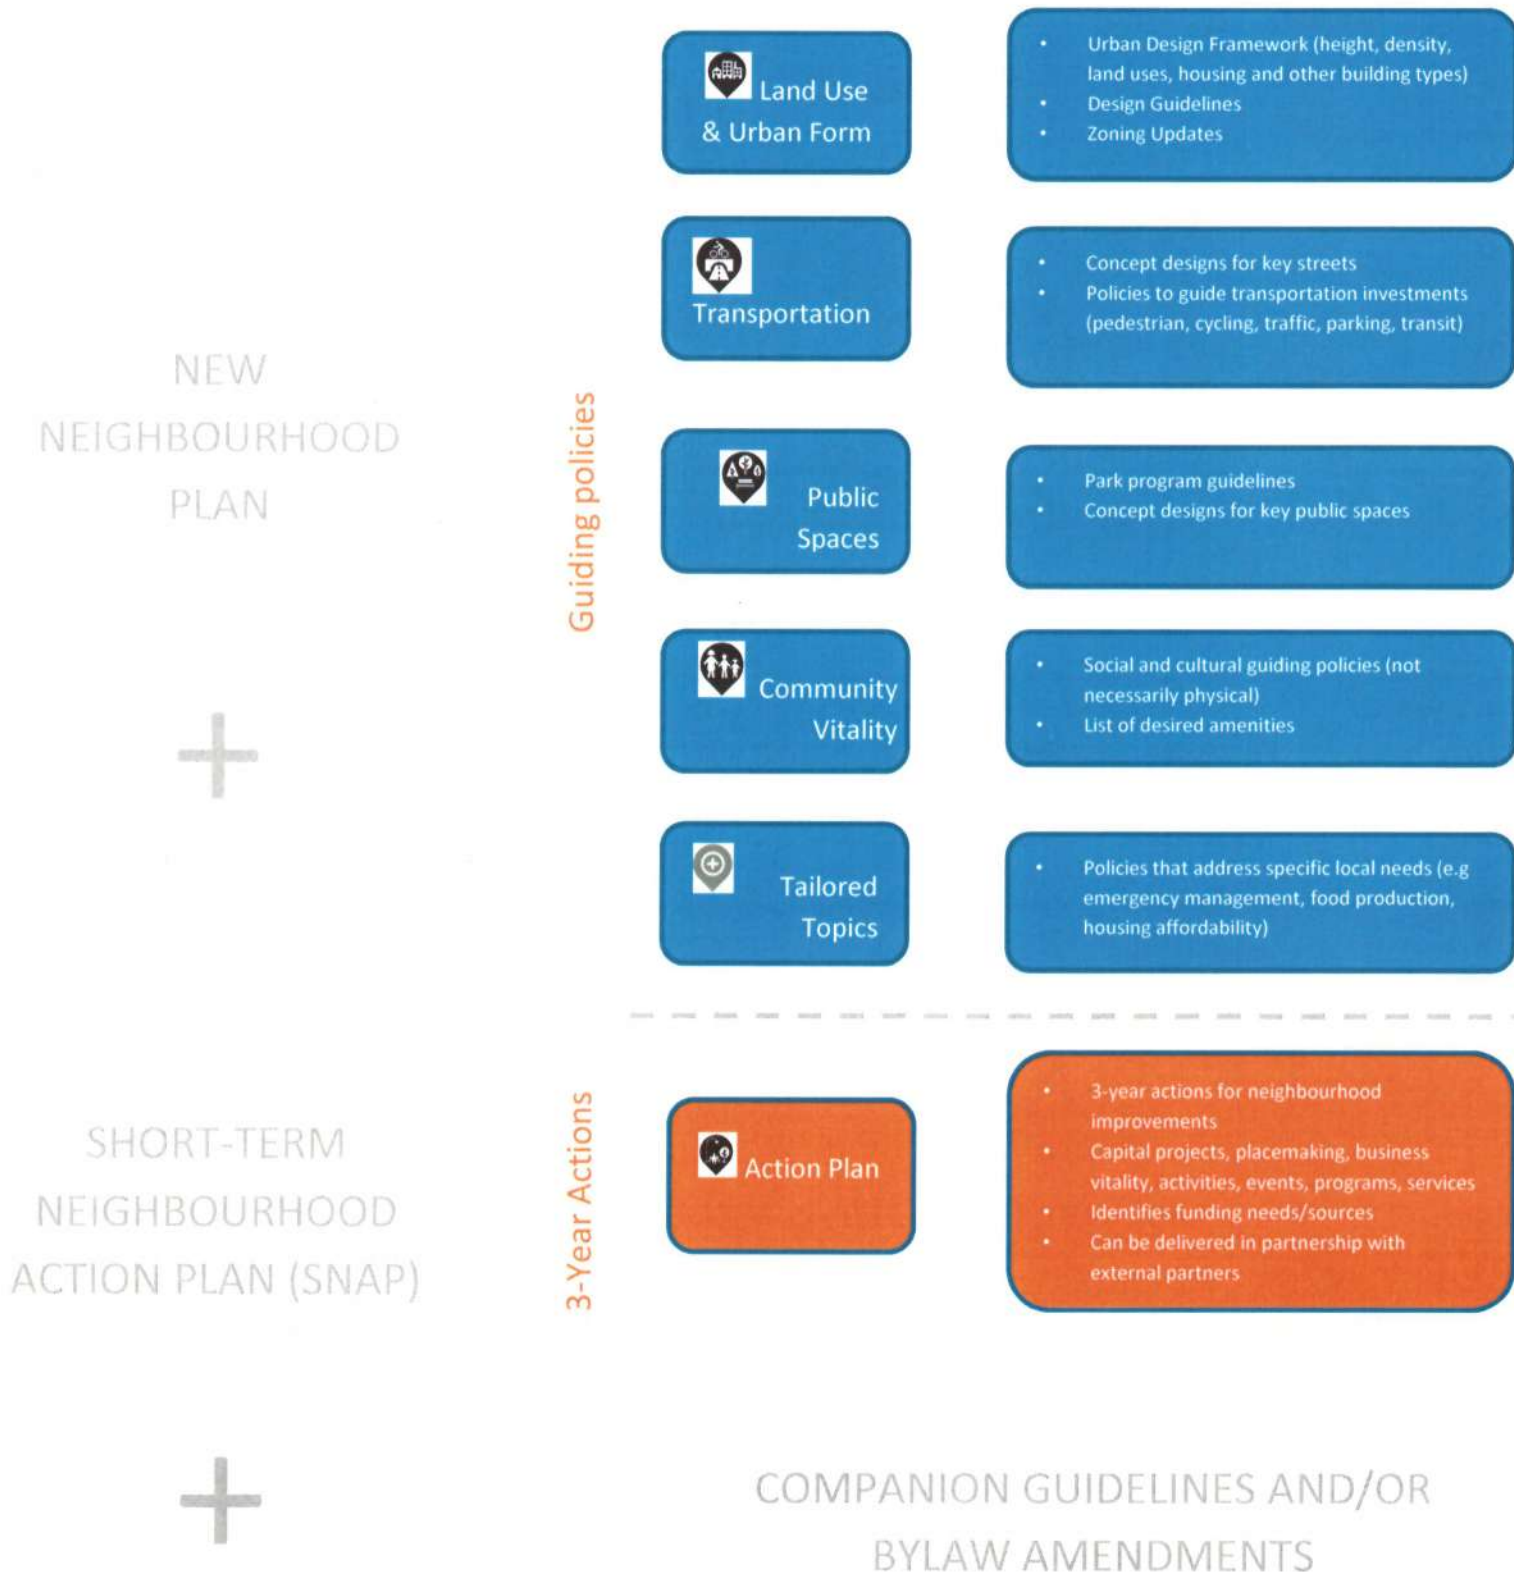 Land Use
& Urban Form
• Urban Design Framework (height, density,
land uses, housing and other building types)
• Design Guidelines
• Zoning Updates
Transportation
• Concept designs for key streets
• Policies to guide transportation investments
(pedestrian, cycling, traffic, parking, transit)
NEW
NEIGHBOURHOOD
PLAN
Guiding policies
Public
Spaces
• Park program guidelines
• Concept designs for key public spaces
Community
Vitality
• Social and cultural guiding policies (not
necessarily physical)
• List of desired amenities
+
Tailored
Topics
• Policies that address specific local needs (e.g
emergency management, food production,
housing affordability)
SHORT-TERM
NEIGHBOURHOOD
ACTION PLAN (SNAP)
3-Year Actions
Action Plan
• 3-year actions for neighbourhood
improvements
• Capital projects, placemaking, business
vitality, activities, events, programs, services
• Identifies funding needs/sources
• Can be delivered in partnership with
external partners
+
COMPANION GUIDELINES AND/OR
BYLAW AMENDMENTS